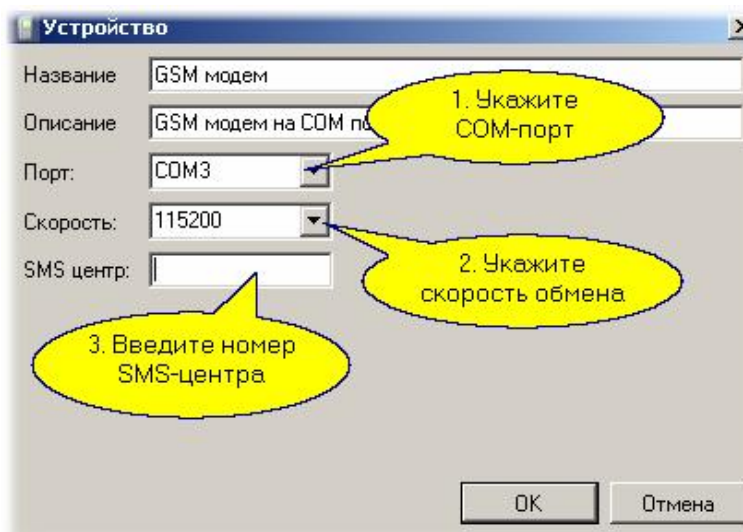 Устройство
Название GSM модем
Описание GSM модем на COM по
1. Укажите
COM-порт
Порт: COM3
Скорость: 115200
SMS центр:
2. Укажите
скорость обмена
3. Введите номер
SMS-центра
OK Отмена